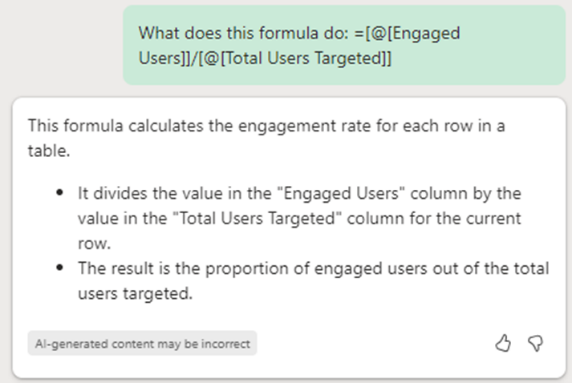 What does this formula do: =[@[Engaged
Users]]/[@[Total Users Targeted]]
This formula calculates the engagement rate for each row in a
table.
• It divides the value in the "Engaged Users" column by the
value in the "Total Users Targeted" column for the current
row.
• The result is the proportion of engaged users out of the total
users targeted.
AI-generated content may be incorrect